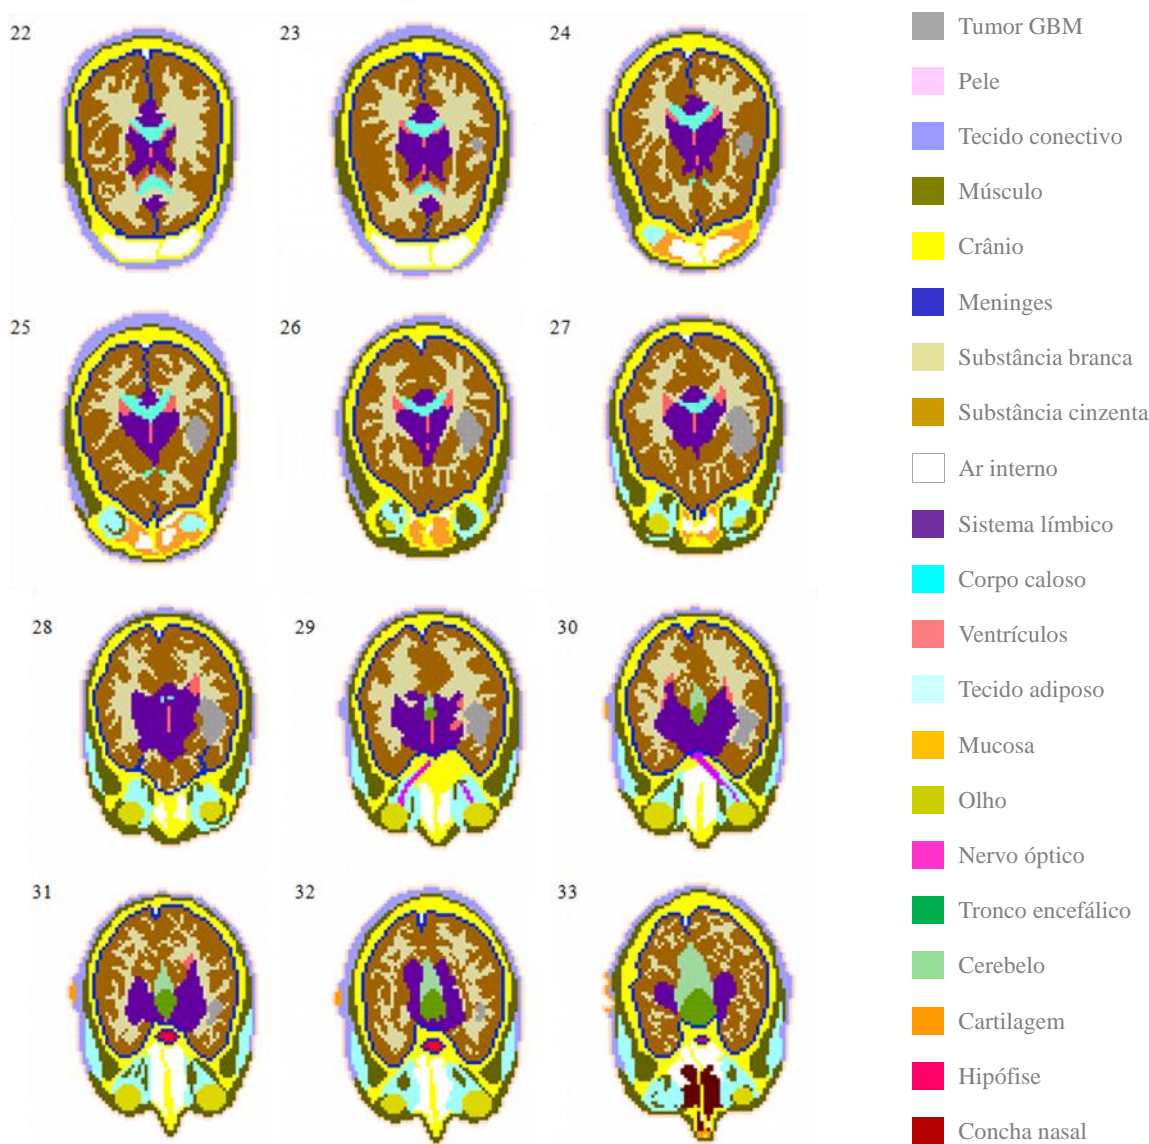 22
23
24
25
26
27
28
29
30
31
32
33
Tumor GBM
Pele
Tecido conectivo
Músculo
Crânio
Meninges
Substância branca
Substância cinzenta
Ar interno
Sistema límbico
Corpo caloso
Ventrículos
Tecido adiposo
Mucosa
Olho
Nervo óptico
Tronco encefálico
Cerebelo
Cartilagem
Hipófise
Concha nasal